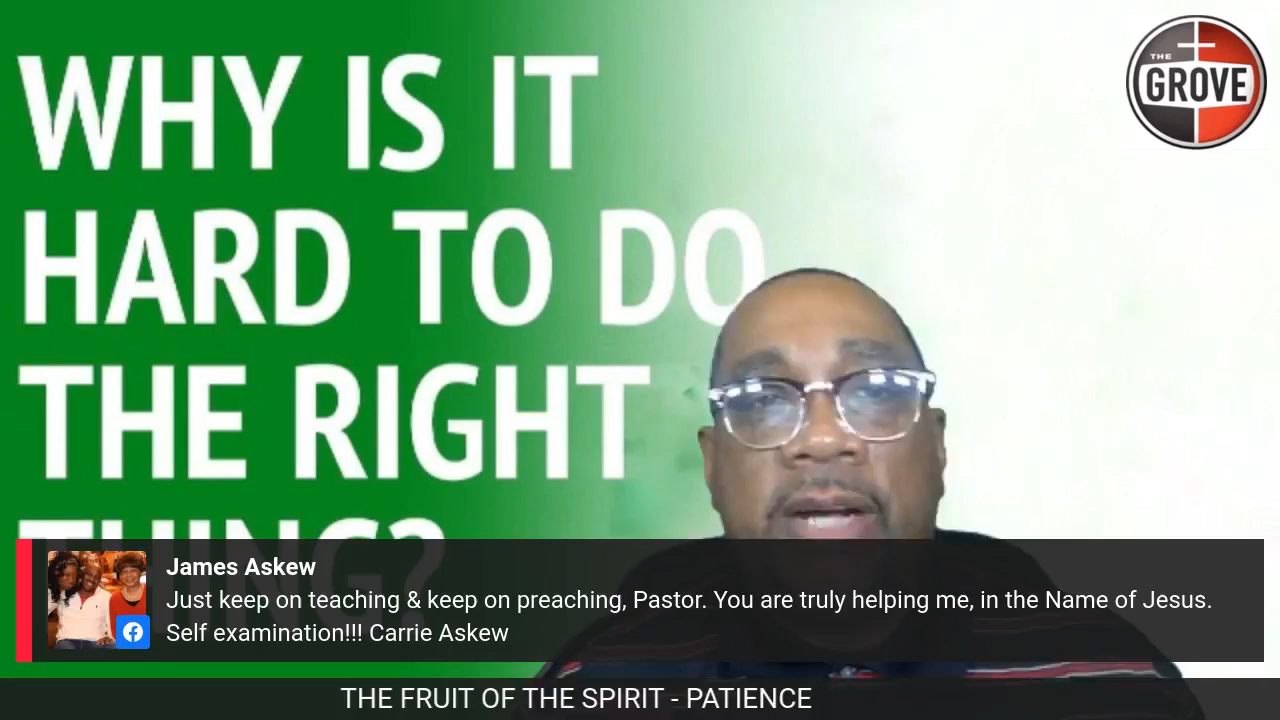 WHY IS IT
HARD TO DO
THE RIGHT
THING?
THE
GROVE
James Askew
Just keep on teaching & keep on preaching, Pastor. You are truly helping me, in the Name of Jesus.
Self examination!!! Carrie Askew
THE FRUIT OF THE SPIRIT - PATIENCE